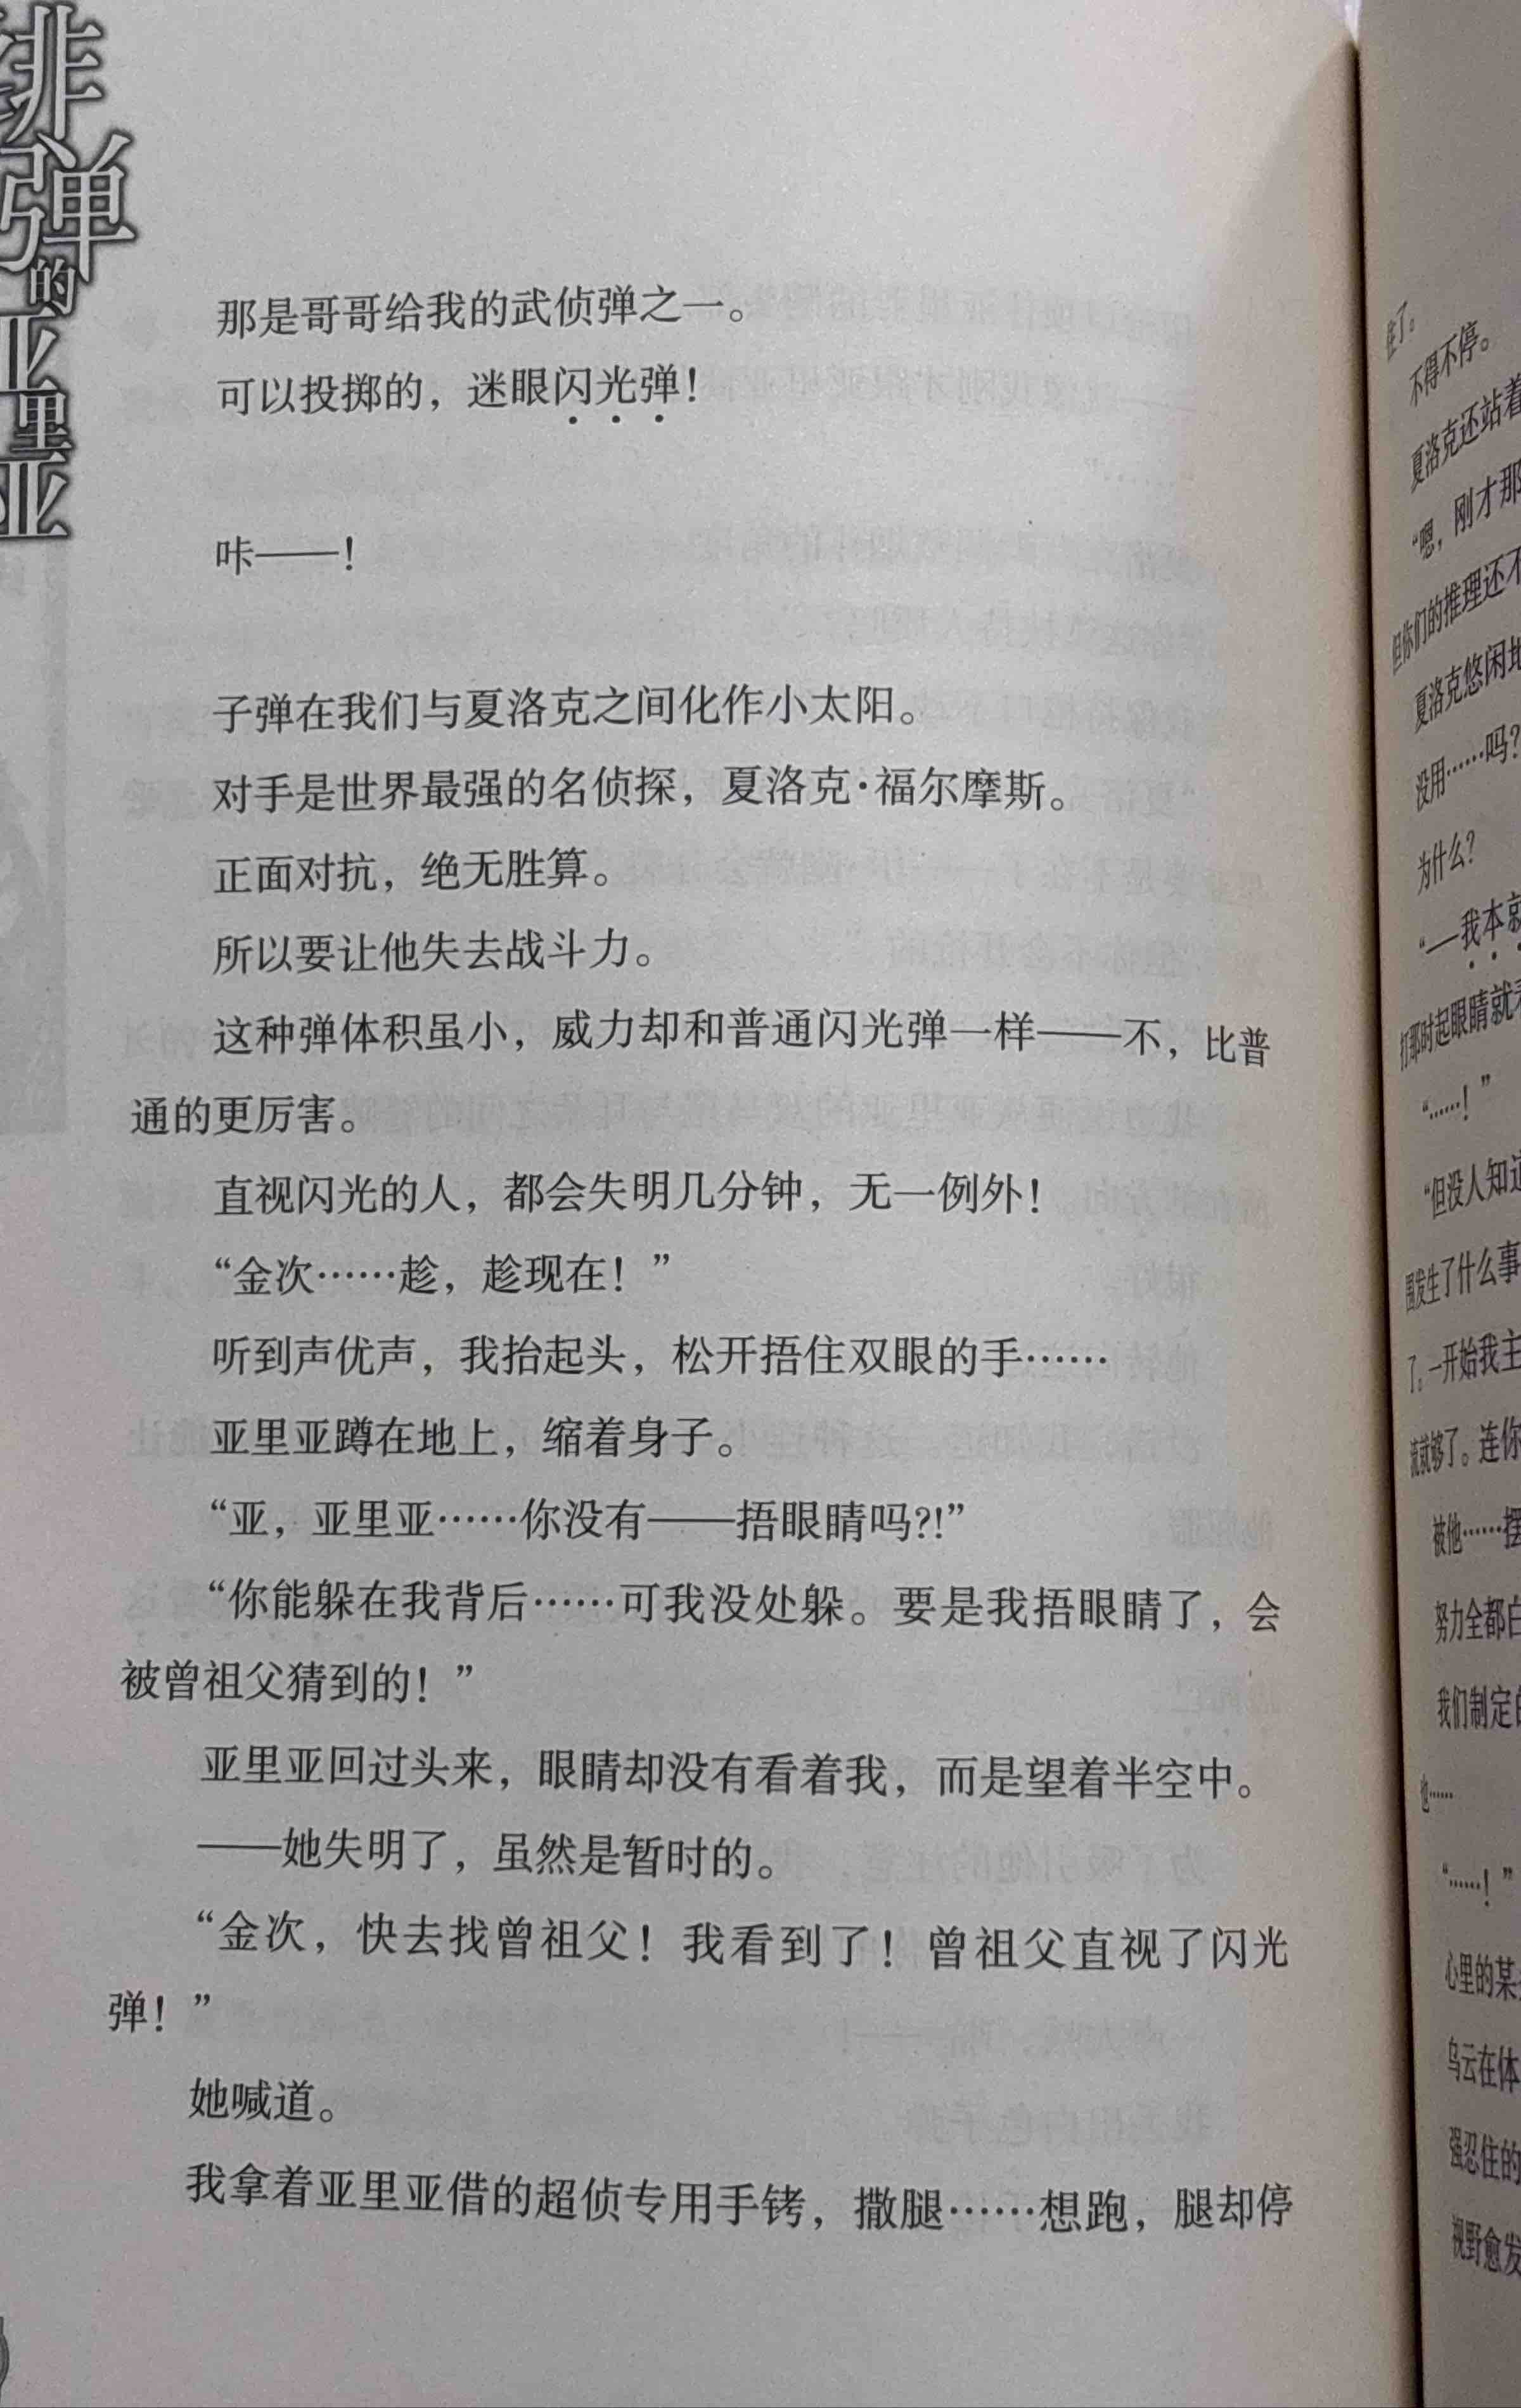 绯弹的亚里亚
那是哥哥给我的武侦弹之一。
可以投掷的，迷眼闪光弹！
咔——！
子弹在我们与夏洛克之间化作小太阳。
对手是世界最强的名侦探，夏洛克·福尔摩斯。
正面对抗，绝无胜算。
所以要让他失去战斗力。
这种弹体积虽小，威力却和普通闪光弹一样——不，比普
通的更厉害。
直视闪光的人，都会失明几分钟，无一例外！
“金次……趁，趁现在！”
听到声优声，我抬起头，松开捂住双眼的手……
亚里亚蹲在地上，缩着身子。
“亚，亚里亚……你没有——捂眼睛吗?!”
“你能躲在我背后……可我没处躲。要是我捂眼睛了，会
被曾祖父猜到的！”
亚里亚回过头来，眼睛却没有看着我，而是望着半空中。
——她失明了，虽然是暂时的。
“金次，快去找曾祖父！我看到了！曾祖父直视了闪光
弹！”
她喊道。
我拿着亚里亚借的超侦专用手铐，撒腿……想跑，腿却停
住了。
不得不停。
夏洛克还站着
“嗯，刚才那
但你们的推理还不
夏洛克悠闲地
没用……吗？
为什么？
“—我本就
打那时起眼睛就
“……！”
“但没人知道
围发生了什么事
了。一开始我主
流就够了。连你
被他……摆
努力全都白
我们制定的
也……
“……！”
心里的某
乌云在体
强忍住的
视野愈发